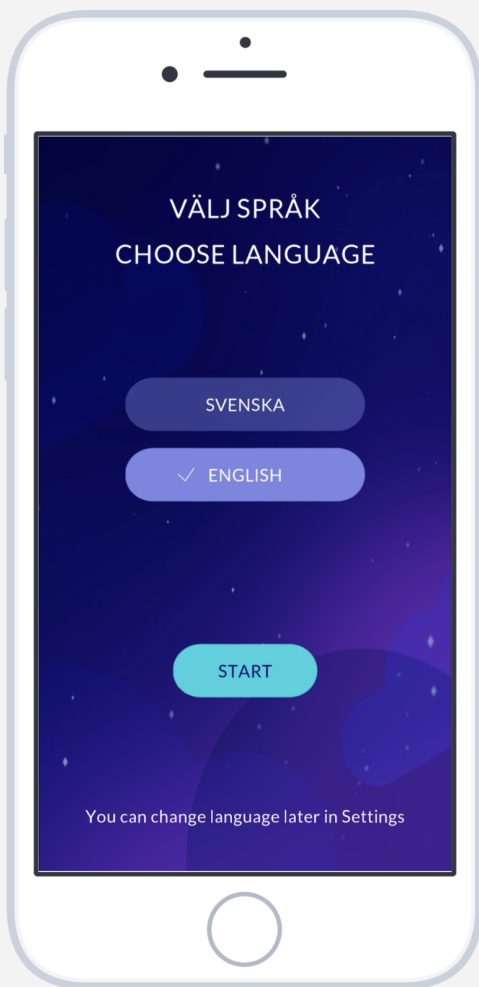 VÄLJ SPRÅK
CHOOSE LANGUAGE
SVENSKA
ENGLISH
START
You can change language later in Settings